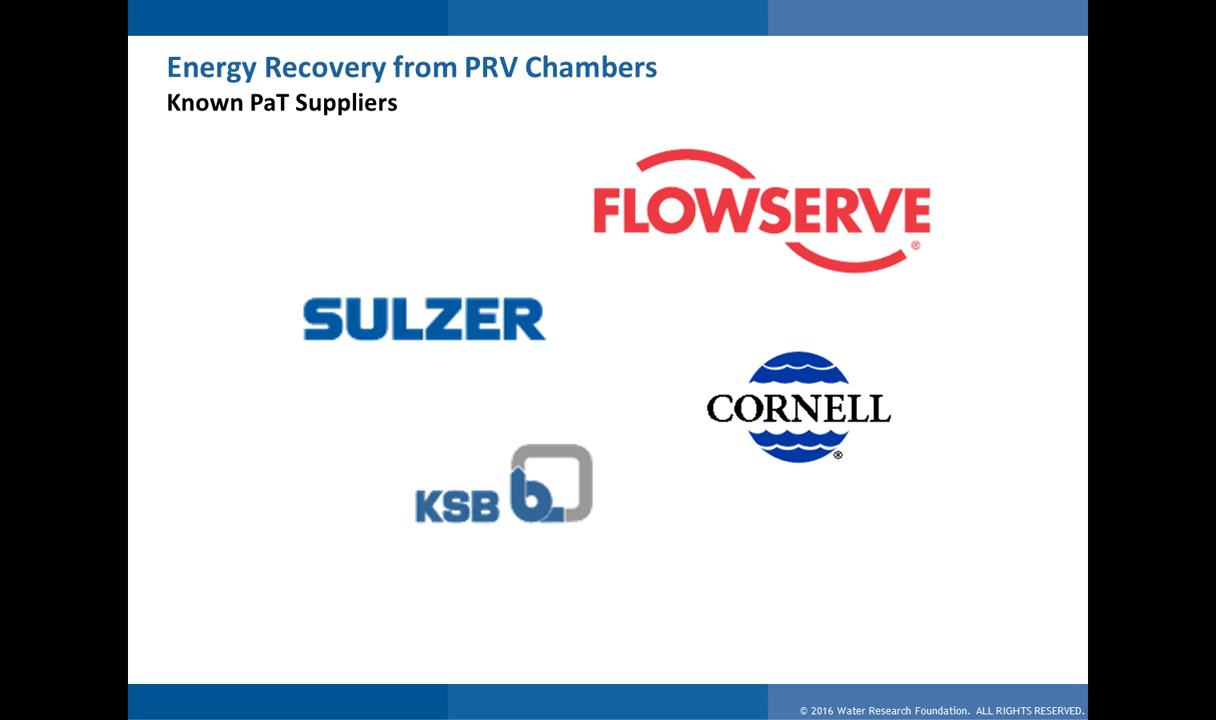 Energy Recovery from PRV Chambers
Known PaT Suppliers
FLOWSERVE
®
SULZER
CORNELL
®
KSB b
© 2016 Water Research Foundation. ALL RIGHTS RESERVED.